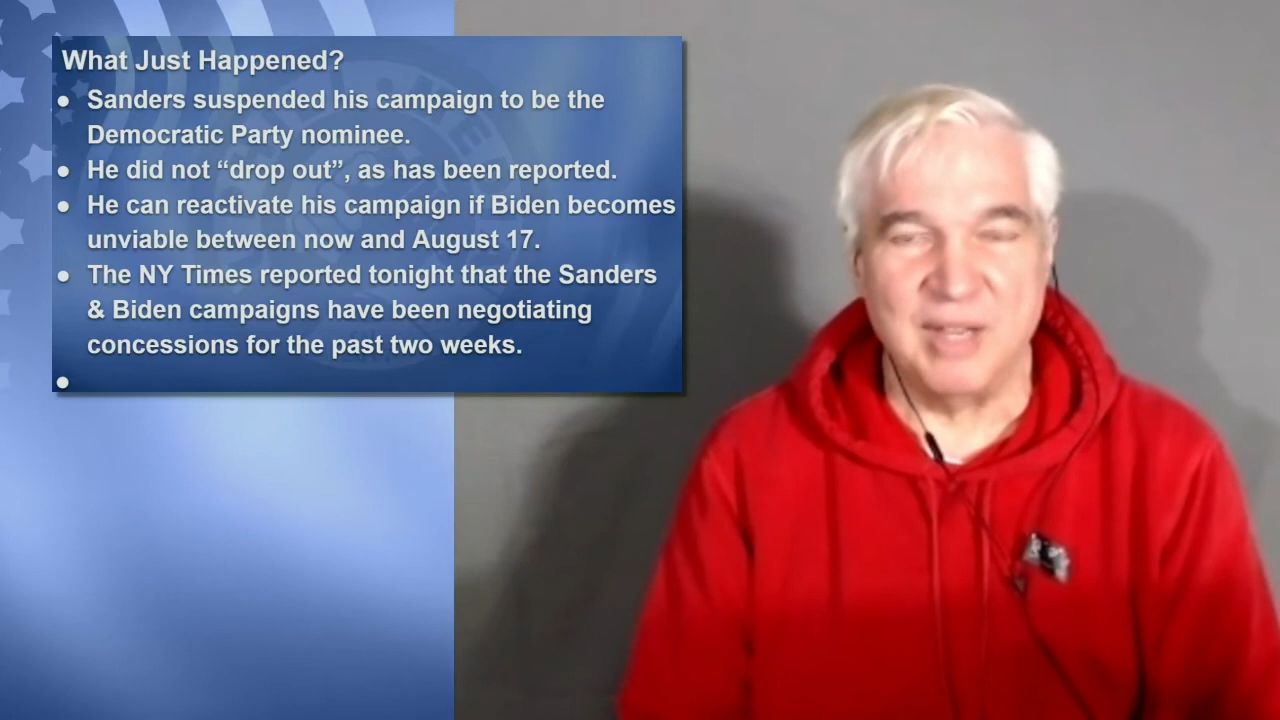 What Just Happened?
● Sanders suspended his campaign to be the
Democratic Party nominee.
● He did not “drop out”, as has been reported.
● He can reactivate his campaign if Biden becomes
unviable between now and August 17.
● The NY Times reported tonight that the Sanders
& Biden campaigns have been negotiating
concessions for the past two weeks.
●